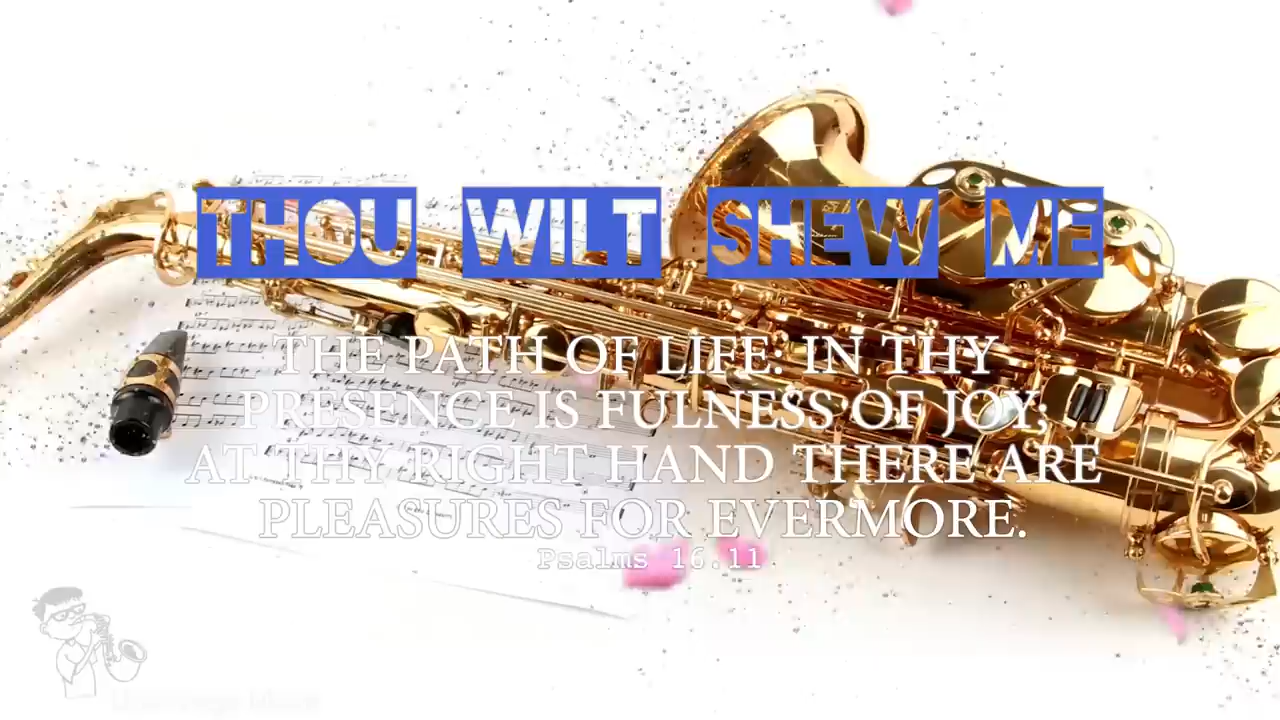 THOU WILT SHEW ME
THE PATH OF LIFE: IN THY
PRESENCE IS FULNESS OF JOY;
AT THY RIGHT HAND THERE ARE
PLEASURES FOR EVERMORE.
Psalms 16.11